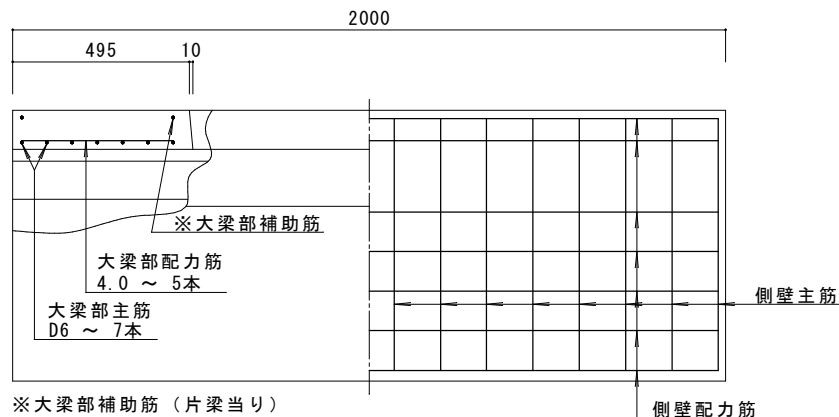 2000
495
10
※大梁部補助筋
大梁部配力筋
4.0 ～ 5本
大梁部主筋
D6 ～ 7本
側壁主筋
※大梁部補助筋（片梁当り）
側壁配力筋